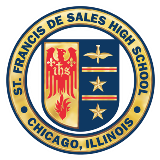 ST. FRANCIS DE SALES HIGH SCHOOL
ihs
• CHICAGO, ILLINOIS •